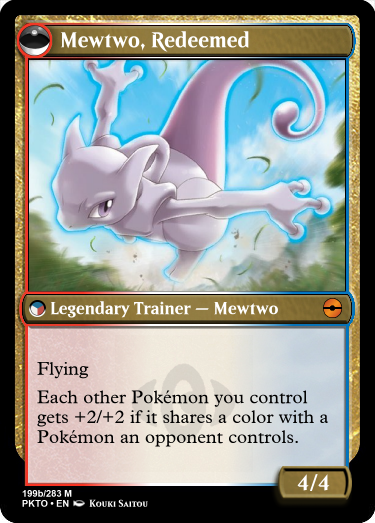 Mewtwo, Redeemed
Legendary Trainer — Mewtwo
Flying
Each other Pokémon you control
gets +2/+2 if it shares a color with a
Pokémon an opponent controls.
4/4
199b/283 M
PKTO • EN Kouki Saitou